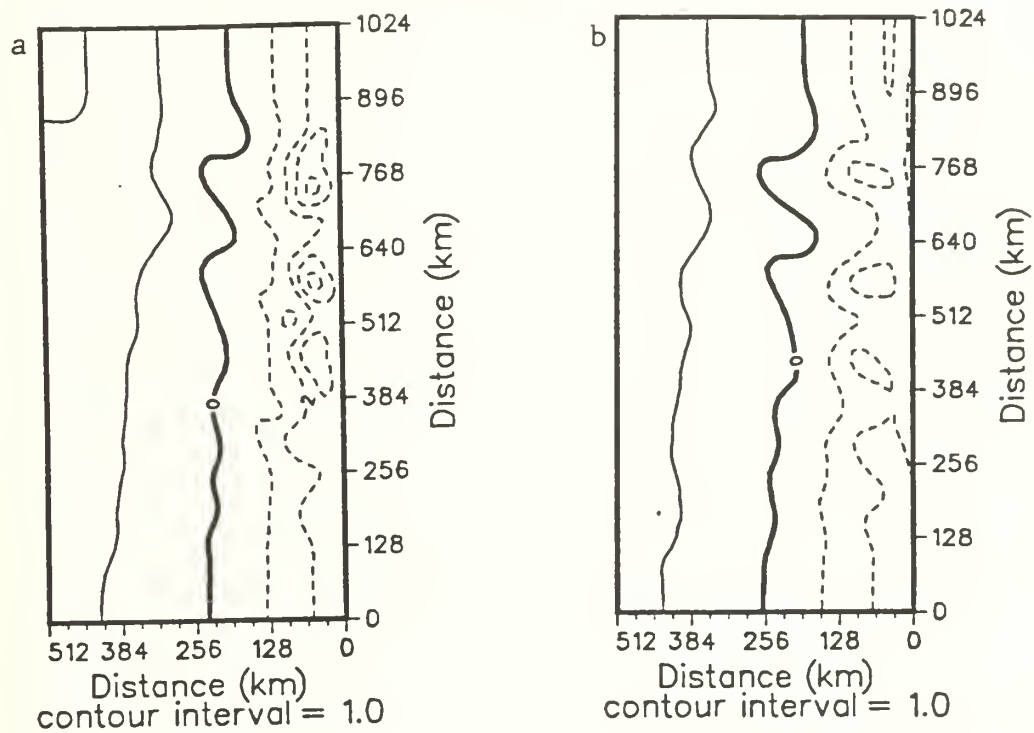 a
1024
896
768
640
512
384
256
128
0
Distance (km)
0
512 384 256 128 0
Distance (km)
contour interval = 1.0
b
1024
896
768
640
512
384
256
128
0
Distance (km)
0
512 384 256 128 0
Distance (km)
contour interval = 1.0